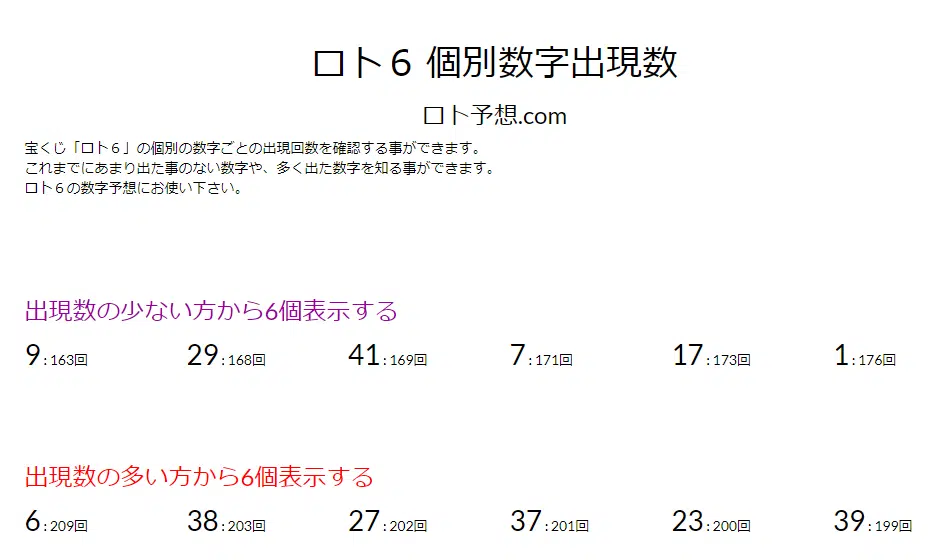 ロト６ 個別数字出現数
ロト予想.com
宝くじ「ロト６」の個別の数字ごとの出現回数を確認する事ができます。
これまでにあまり出た事のない数字や、多く出た数字を知る事ができます。
ロト６の数字予想にお使い下さい。
出現数の少ない方から6個表示する
9:163回 29:168回 41:169回 7:171回 17:173回 1:176回
出現数の多い方から6個表示する
6:209回 38:203回 27:202回 37:201回 23:200回 39:199回